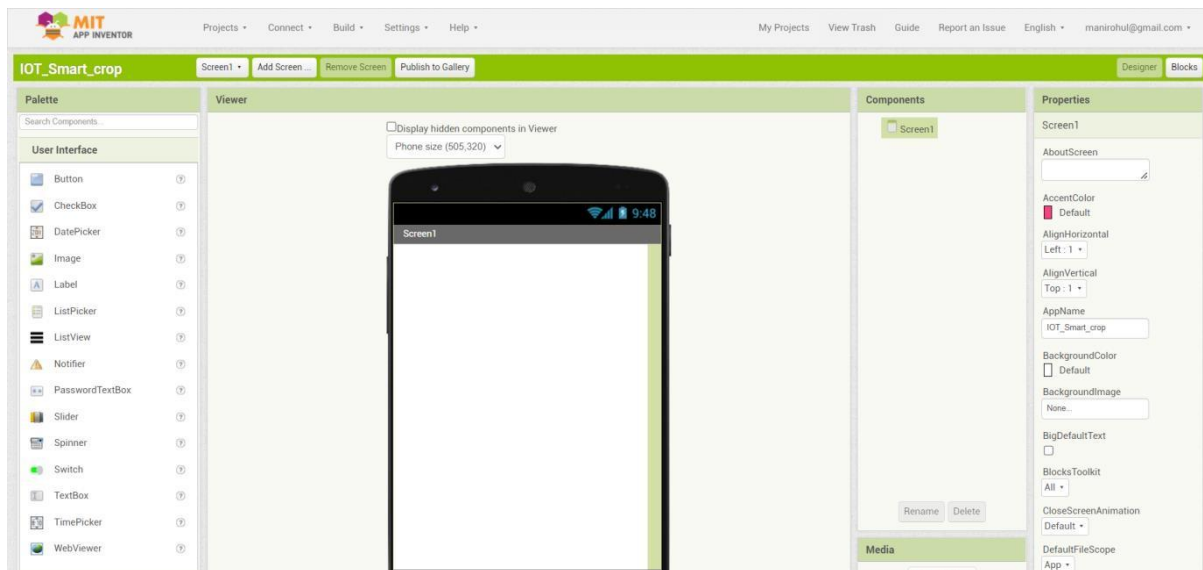 MIT
APP INVENTOR
Projects Connect Build Settings Help My Projects View Trash Guide Report an Issue English manirohul@gmail.com
IOT_Smart_crop Screen1 Add Screen ... Remove Screen Publish to Gallery Designer Blocks
Palette
Search Components...
User Interface
Button
CheckBox
DatePicker
Image
Label
ListPicker
ListView
Notifier
PasswordTextBox
Slider
Spinner
Switch
TextBox
TimePicker
WebViewer
Viewer
Display hidden components in Viewer
Phone size (505,320)
9:48
Screen1
Components
Screen1
Rename Delete
Media
Properties
Screen1
AboutScreen
AccentColor
Default
AlignHorizontal
Left : 1
AlignVertical
Top : 1
AppName
IOT_Smart_crop
BackgroundColor
Default
BackgroundImage
None...
BigDefaultText
BlocksToolkit
All
CloseScreenAnimation
Default
DefaultFileScope
App